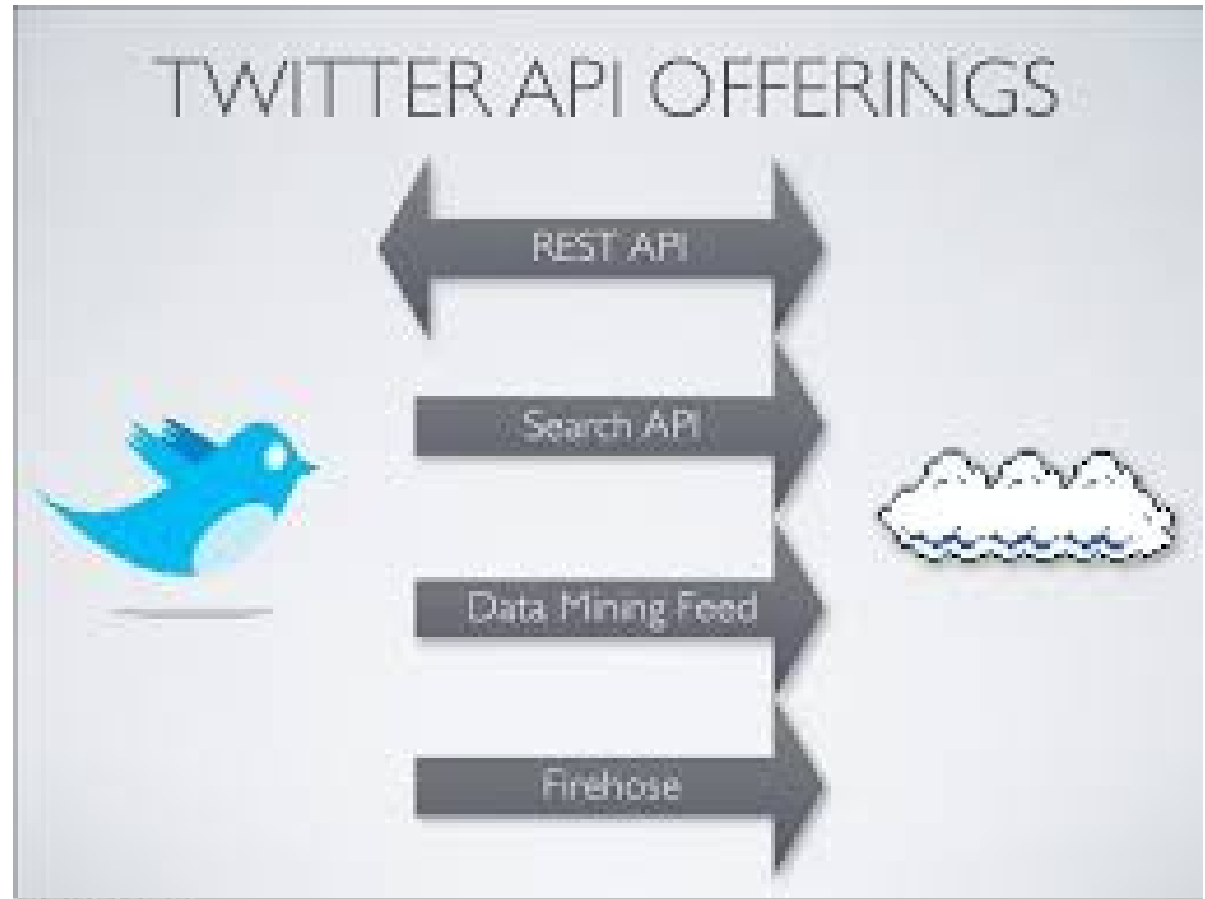 TWITTER API OFFERINGS
REST API
Search API
Data Mining Feed
Firehose